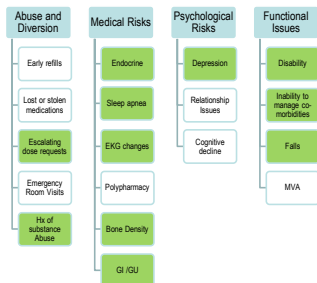 Abuse and
Diversion
Early refills
Lost or stolen
medications
Escalating
dose requests
Emergency
Room Visits
Hx of
substance
Abuse
Medical Risks
Endocrine
Sleep apnea
EKG changes
Polypharmacy
Bone Density
GI /GU
Psychological
Risks
Depression
Relationship
Issues
Cognitive
decline
Functional
Issues
Disability
Inability to
manage co-
morbidities
Falls
MVA